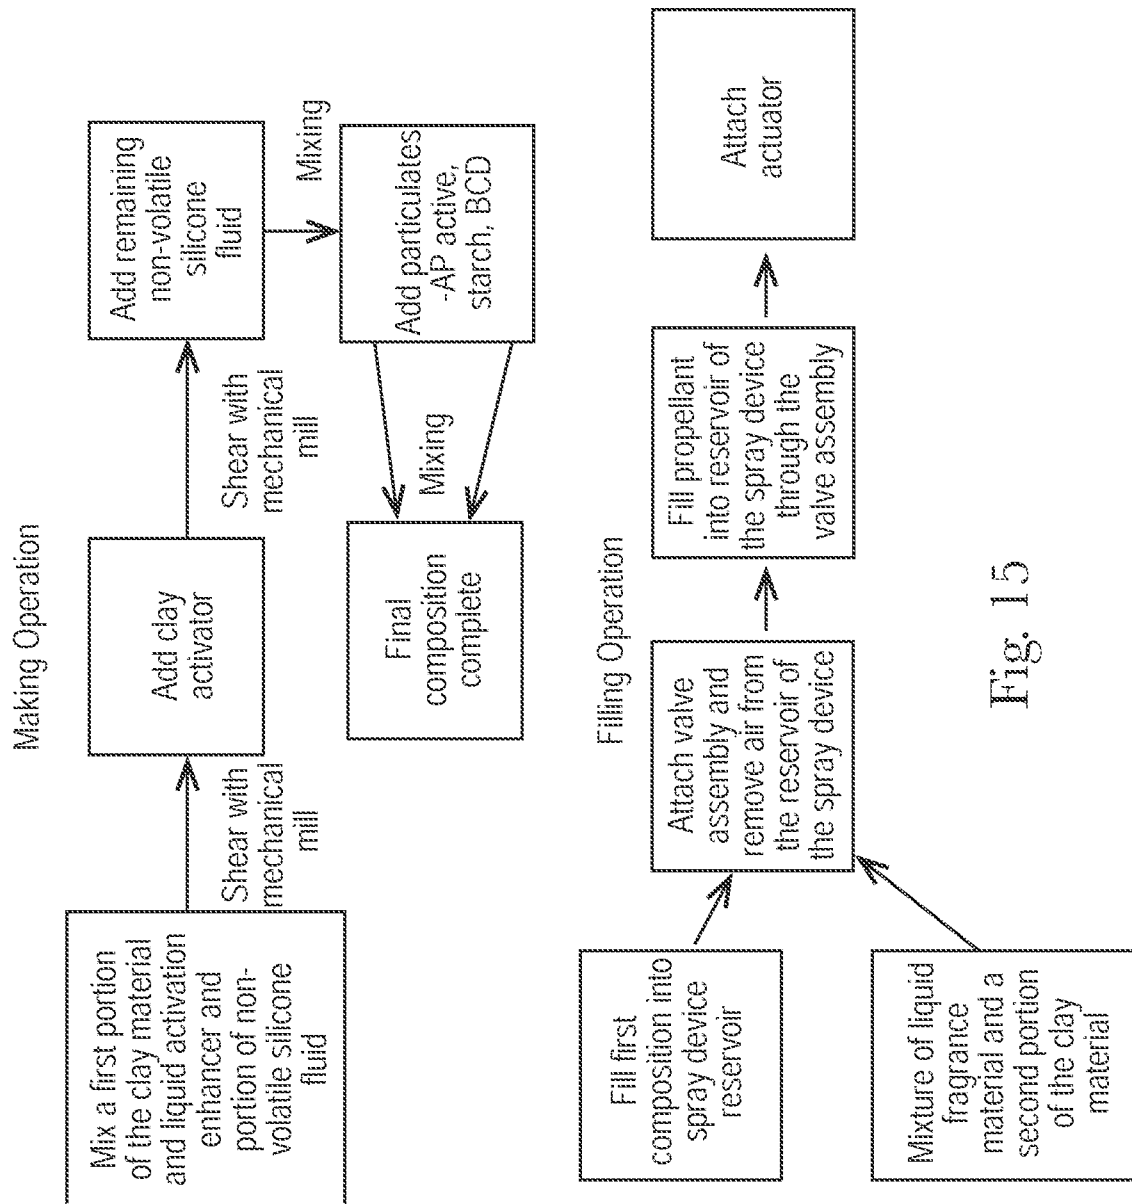 Making Operation
Mix a first portion
of the clay material
and liquid activation
enhancer and
portion of non-
volatile silicone
fluid
Shear with
mechanical
mill
Add clay
activator
Shear with
mechanical
mill
Add remaining
non-volatile
silicone
fluid
Mixing
Add particulates
-AP active,
starch, BCD
Mixing
Final
composition
complete
Filling Operation
Fill first
composition into
spray device
reservoir
Mixture of liquid
fragrance
material and a
second portion
of the clay
material
Attach valve
assembly and
remove air from
the reservoir of
the spray device
Fill propellant
into reservoir of
the spray device
through the
valve assembly
Attach
actuator
Fig. 15